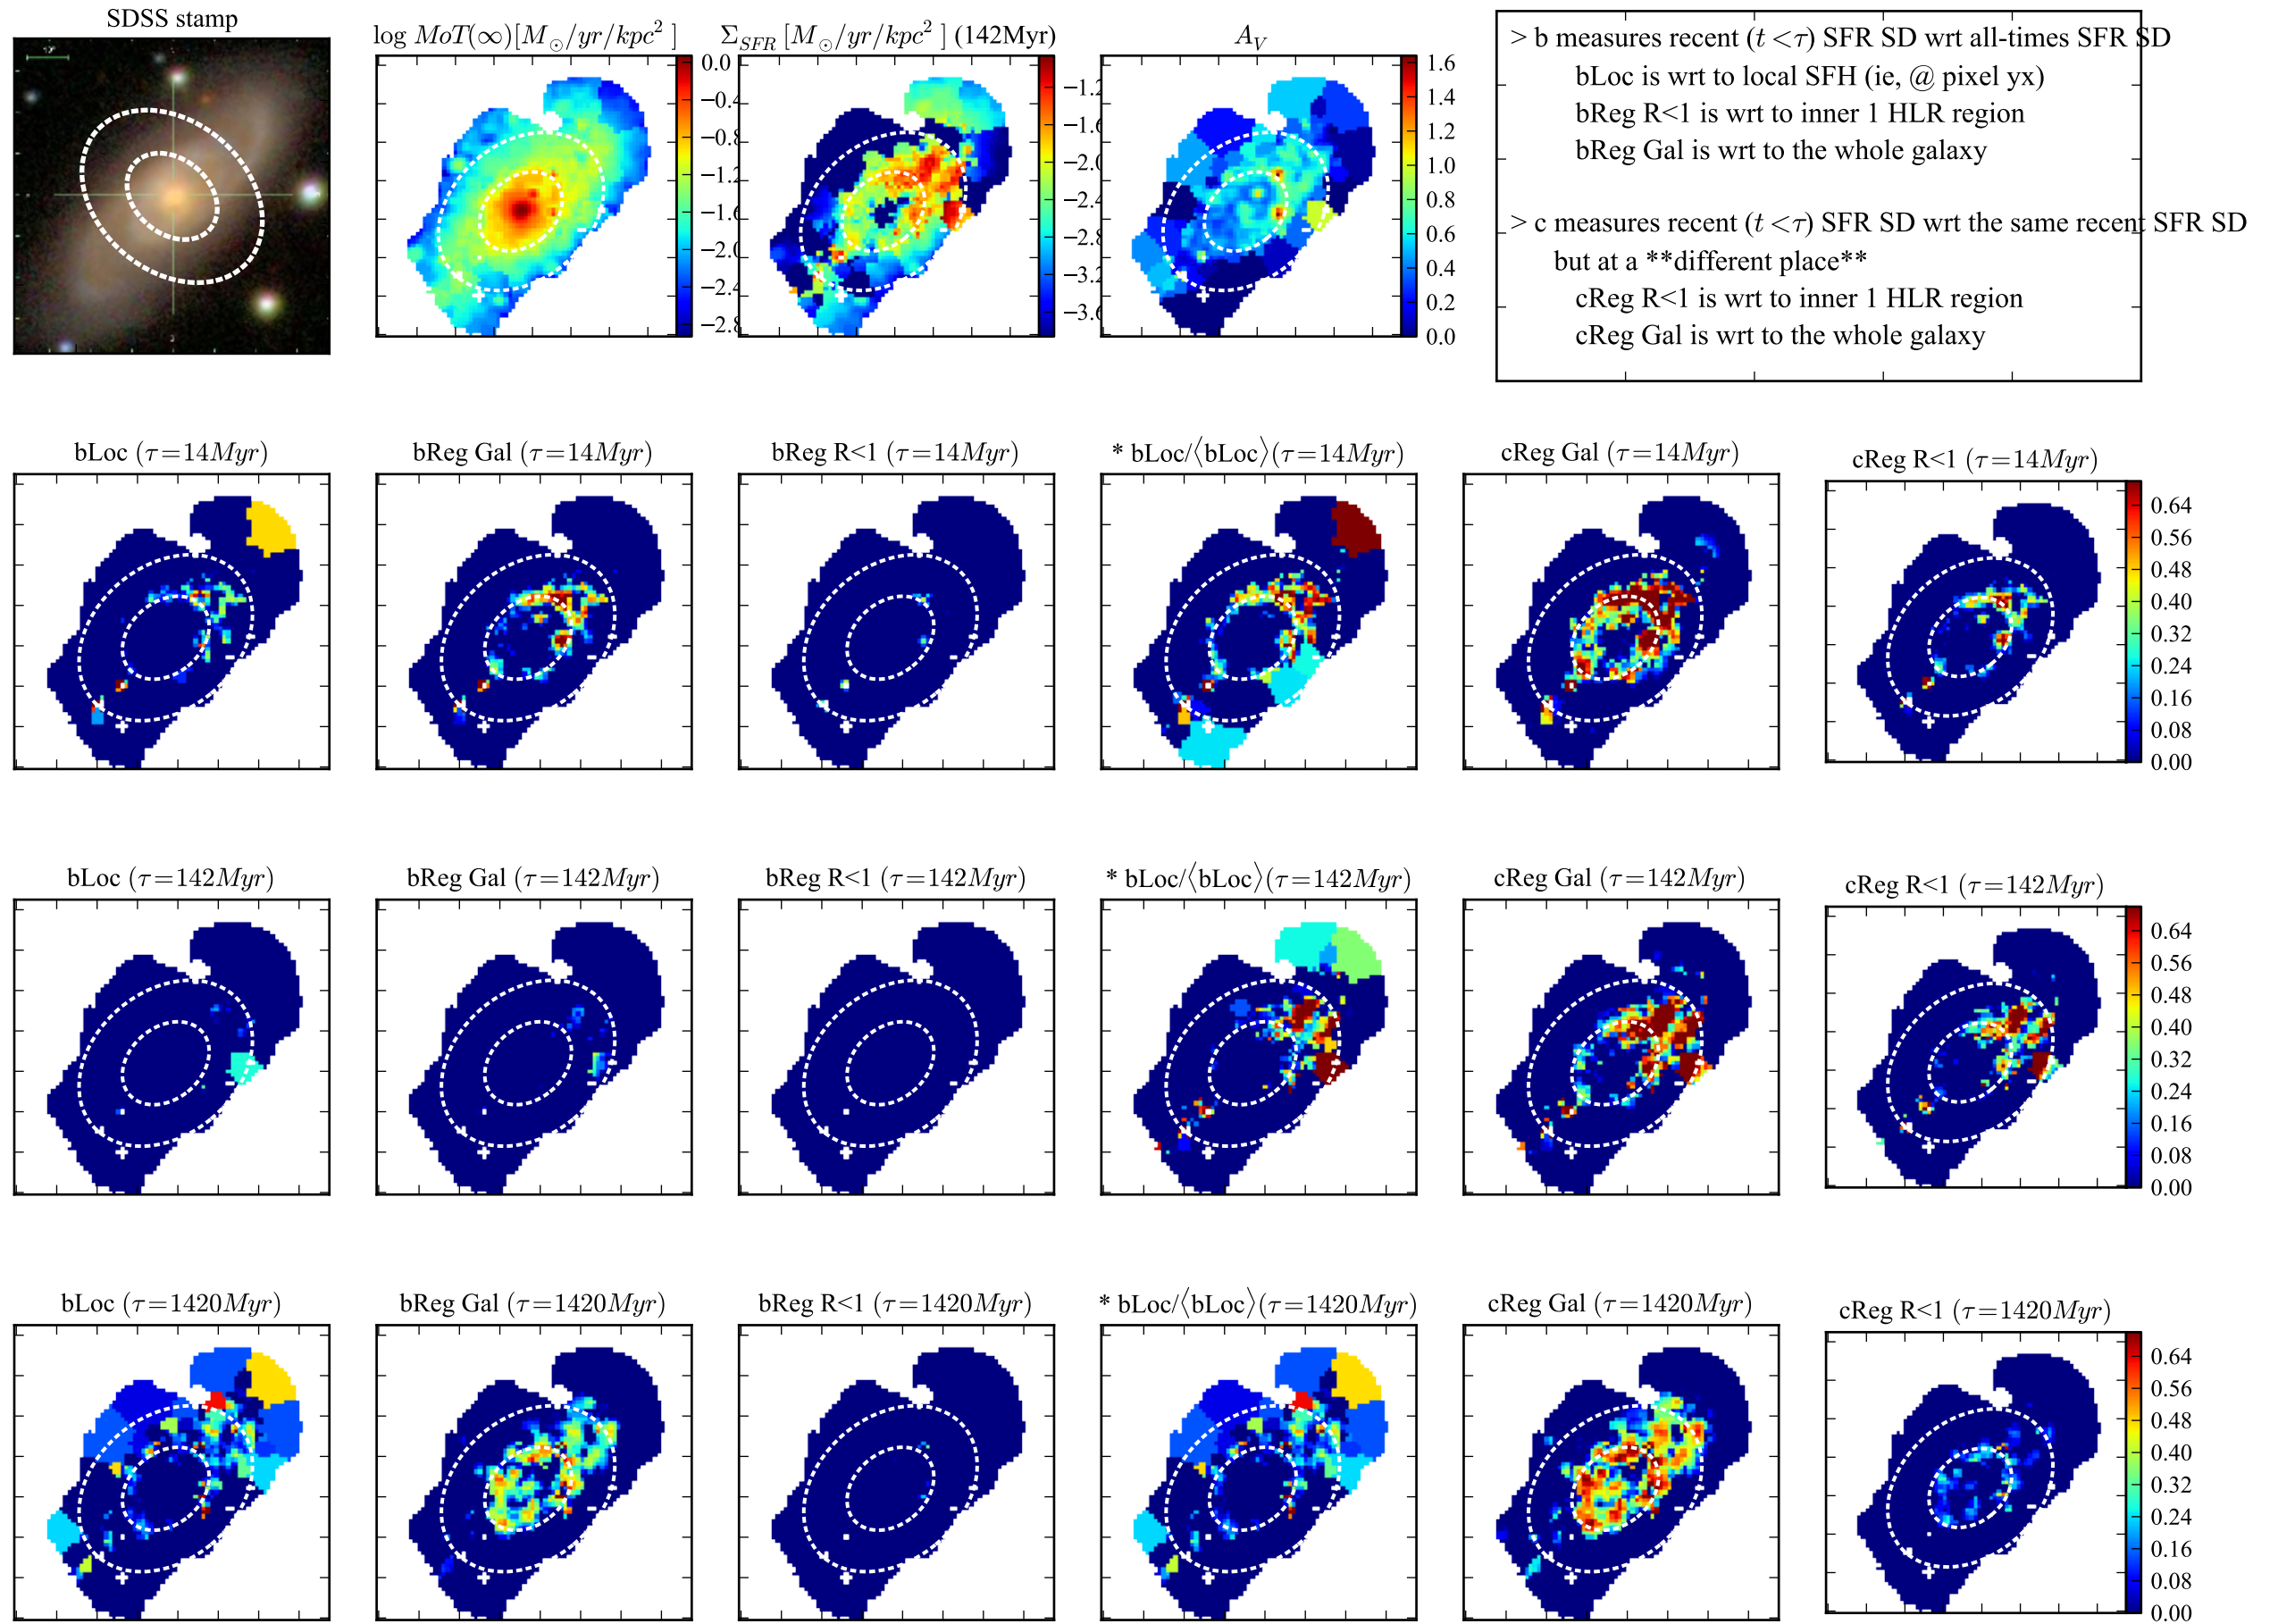 SDSS stamp
log MoT(∞)[M⊙/yr/kpc² ]
Σ_SFR [M⊙/yr/kpc² ] (142Myr)
A_V
0.0
−0.4
−0.8
−1.2
−1.6
−2.0
−2.4
−2.8
−1.2
−1.6
−2.0
−2.4
−2.8
−3.2
−3.6
1.6
1.4
1.2
1.0
0.8
0.6
0.4
0.2
0.0
> b measures recent (t <τ) SFR SD wrt all-times SFR SD
bLoc is wrt to local SFH (ie, @ pixel yx)
bReg R<1 is wrt to inner 1 HLR region
bReg Gal is wrt to the whole galaxy
> c measures recent (t <τ) SFR SD wrt the same recent SFR SD
but at a **different place**
cReg R<1 is wrt to inner 1 HLR region
cReg Gal is wrt to the whole galaxy
bLoc (τ=14Myr)
bReg Gal (τ=14Myr)
bReg R<1 (τ=14Myr)
* bLoc/⟨bLoc⟩(τ=14Myr)
cReg Gal (τ=14Myr)
cReg R<1 (τ=14Myr)
0.64
0.56
0.48
0.40
0.32
0.24
0.16
0.08
0.00
bLoc (τ=142Myr)
bReg Gal (τ=142Myr)
bReg R<1 (τ=142Myr)
* bLoc/⟨bLoc⟩(τ=142Myr)
cReg Gal (τ=142Myr)
cReg R<1 (τ=142Myr)
0.64
0.56
0.48
0.40
0.32
0.24
0.16
0.08
0.00
bLoc (τ=1420Myr)
bReg Gal (τ=1420Myr)
bReg R<1 (τ=1420Myr)
* bLoc/⟨bLoc⟩(τ=1420Myr)
cReg Gal (τ=1420Myr)
cReg R<1 (τ=1420Myr)
0.64
0.56
0.48
0.40
0.32
0.24
0.16
0.08
0.00